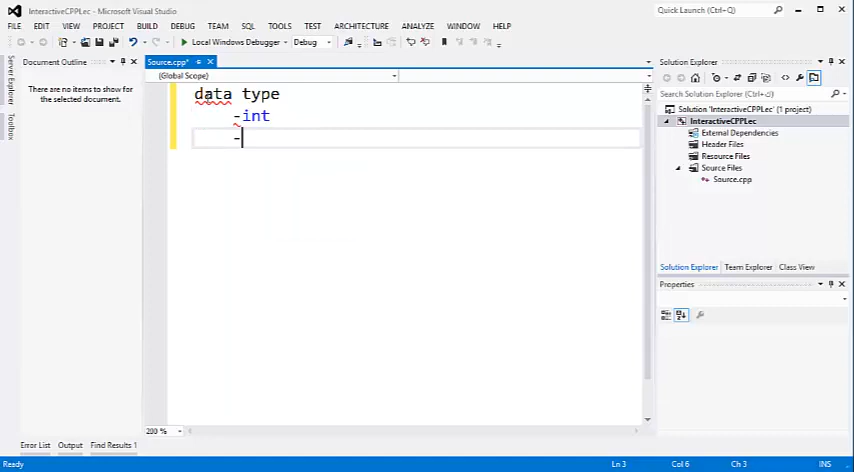 InteractiveCPPLec - Microsoft Visual Studio
Quick Launch (Ctrl+Q)
FILE EDIT VIEW PROJECT BUILD DEBUG TEAM SQL TOOLS TEST ARCHITECTURE ANALYZE WINDOW HELP
Local Windows Debugger Debug
Server Explorer
Toolbox
Document Outline
There are no items to show for
the selected document.
Source.cpp*
(Global Scope)
data type
-int
-
200 %
Solution Explorer
Search Solution Explorer (Ctrl+;)
Solution 'InteractiveCPPLec' (1 project)
InteractiveCPPLec
External Dependencies
Header Files
Resource Files
Source Files
Source.cpp
Solution Explorer Team Explorer Class View
Properties
Error List Output Find Results 1
Ready Ln 3 Col 6 Ch 3 INS